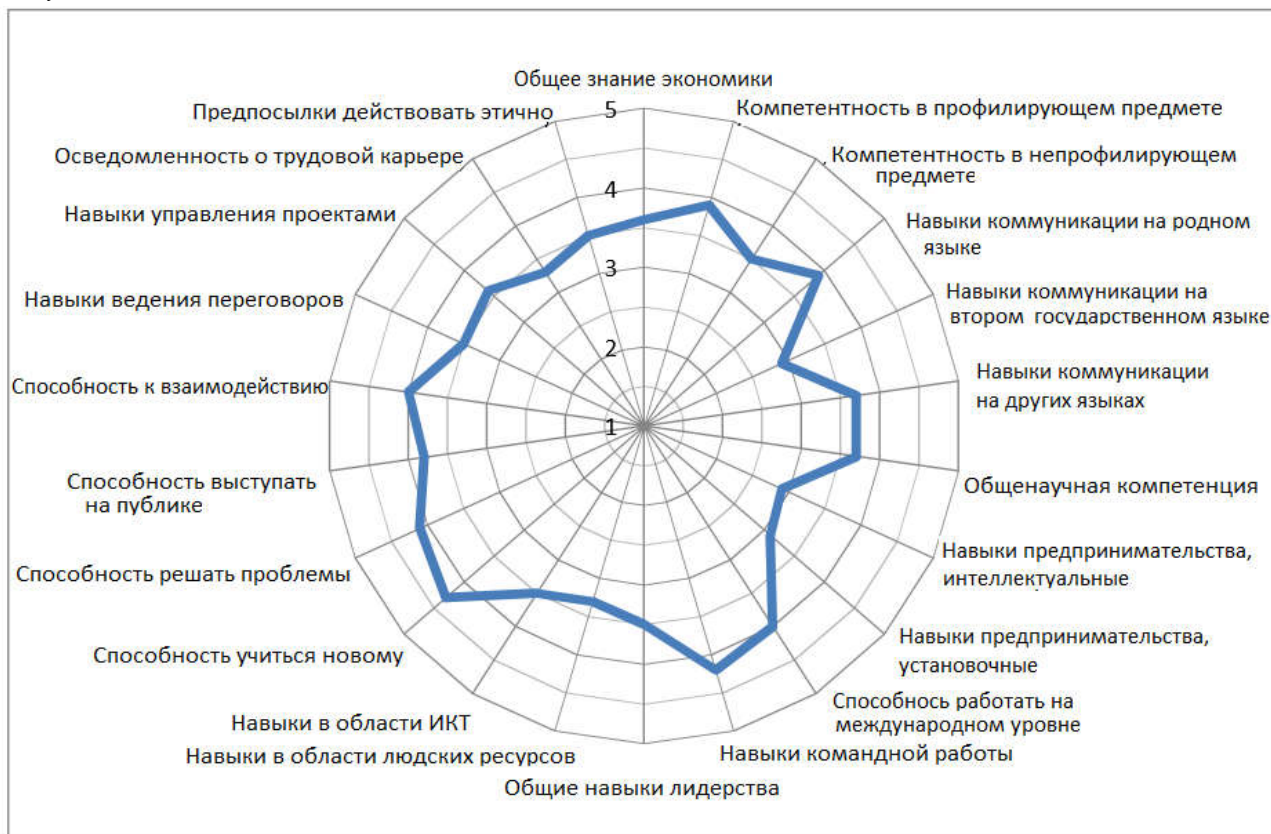 Общее знание экономики
5
Компетентность в профилирующем предмете
Компетентность в непрофилирующем
предмете
Навыки коммуникации на родном
языке
Навыки коммуникации на
втором государственном языке
Навыки коммуникации
на других языках
Общенаучная компетенция
Навыки предпринимательства,
интеллектуальные
Навыки предпринимательства,
установочные
Способнось работать на
международном уровне
Навыки командной работы
Общие навыки лидерства
Навыки в области людских ресурсов
Навыки в области ИКТ
Способность учиться новому
Способность решать проблемы
Способность выступать
на публике
Способность к взаимодействию
Навыки ведения переговоров
Навыки управления проектами
Осведомленность о трудовой карьере
Предпосылки действовать этично
4
3
2
1